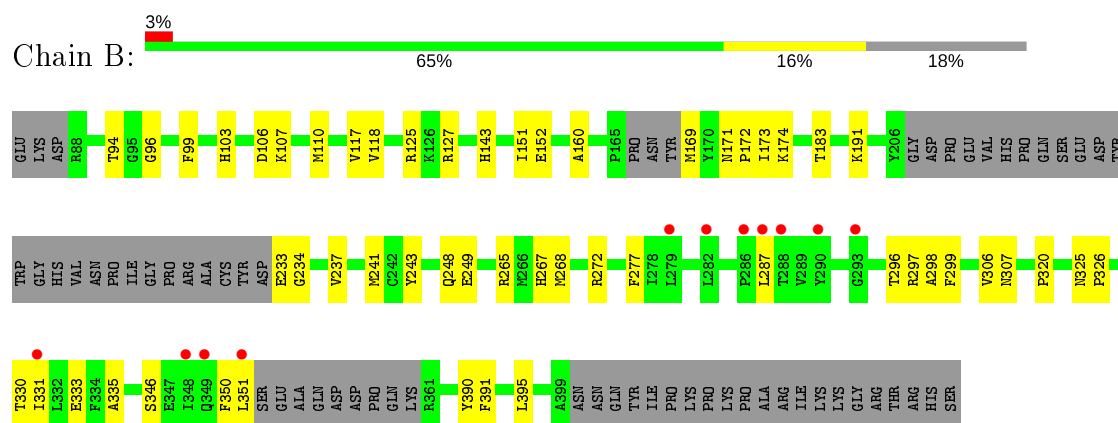 3%
Chain B:
65% 16% 18%
GLU LYS ASP R88 T94 G95 G96 F99 H103 D106 K107 M110 V117 V118 R125 K126 R127 H143 I151 E152 A160 P165 PRO ASN TYR M169 Y170 N171 P172 I173 K174 T183 K191 Y206 GLY ASP PRO GLU VAL HIS PRO GLN SER GLU ASP TYR
TRP GLY HIS VAL ASN PRO ILE GLY PRO ARG ALA CYS TYR ASP E233 G234 V237 M241 C242 Y243 Q248 E249 R265 M266 H267 M268 R272 F277 I278 L279 L282 P286 L287 T288 V289 Y290 G293 T296 R297 A298 F299 V306 N307 P320 N325 P326
T330 I331 L332 E333 F334 A335 S346 E347 I348 Q349 F350 L351 SER GLU ALA GLN ASP ASP PRO GLN LYS R361 Y390 F391 L395 A399 ASN ASN GLN TYR ILE PRO LYS PRO LYS PRO ALA ARG ILE LYS LYS GLY ARG THR ARG HIS SER